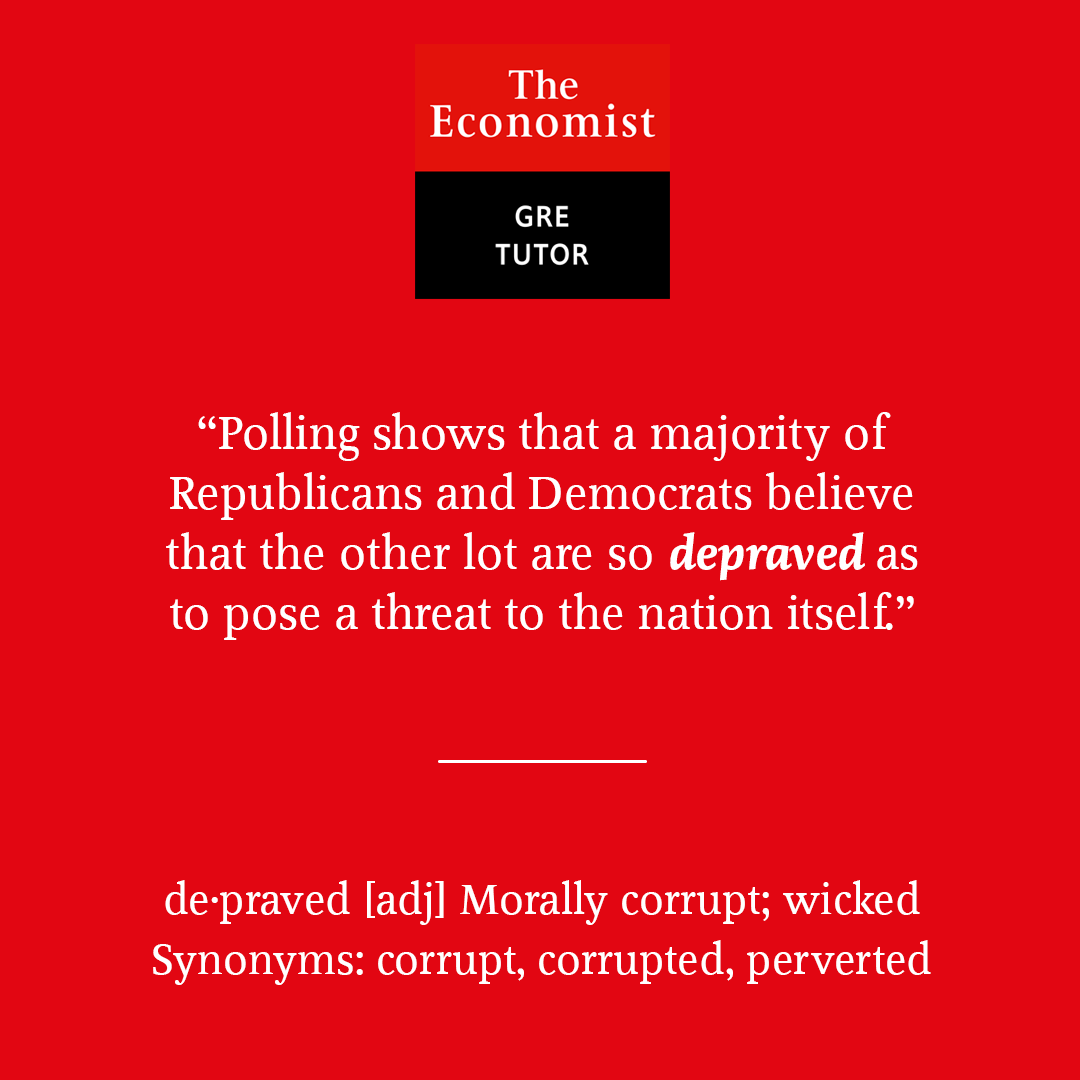 The
Economist
GRE
TUTOR
“Polling shows that a majority of
Republicans and Democrats believe
that the other lot are so depraved as
to pose a threat to the nation itself.”
de·praved [adj] Morally corrupt; wicked
Synonyms: corrupt, corrupted, perverted